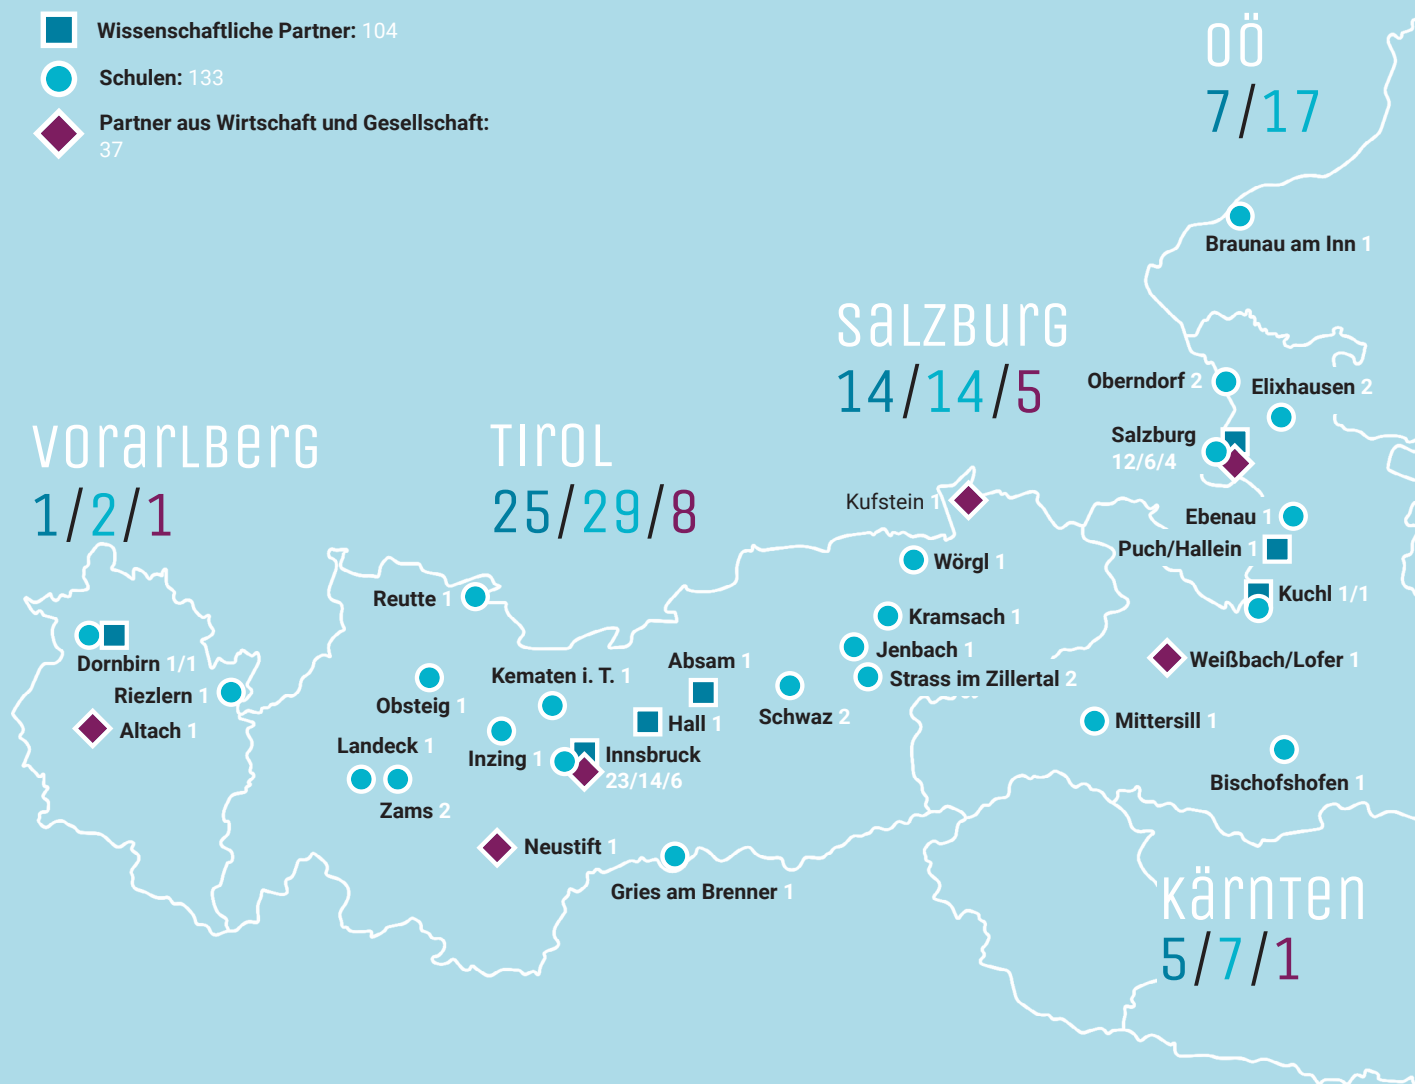 Wissenschaftliche Partner: 104
Schulen: 133
Partner aus Wirtschaft und Gesellschaft:
37
OÖ
7/17
Braunau am Inn 1
Salzburg
14/14/5
Oberndorf 2
Elixhausen 2
Salzburg
12/6/4
Vorarlberg
1/2/1
Tirol
25/29/8
Kufstein 1
Ebenau 1
Puch/Hallein 1
Wörgl 1
Kuchl 1/1
Reutte 1
Kramsach 1
Jenbach 1
Weißbach/Lofer 1
Dornbirn 1/1
Absam 1
Kematen i. T. 1
Strass im Zillertal 2
Riezlern 1
Obsteig 1
Schwaz 2
Hall 1
Mittersill 1
Altach 1
Landeck 1
Inzing 1
Innsbruck
23/14/6
Bischofshofen 1
Zams 2
Neustift 1
Gries am Brenner 1
Kärnten
5/7/1